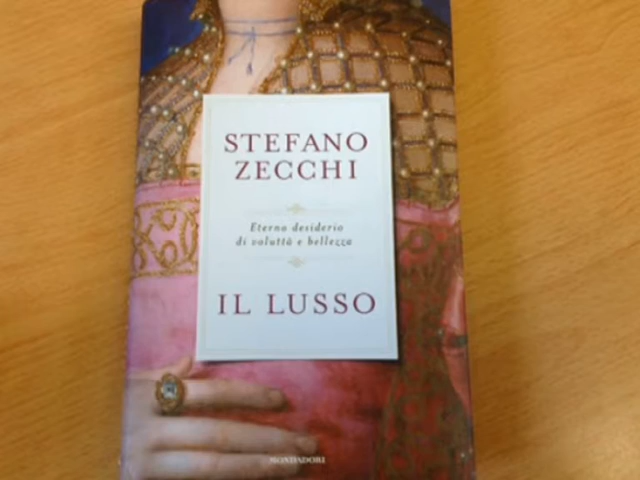 STEFANO
ZECCHI
Eterno desiderio
di voluttà e bellezza
IL LUSSO
MONDADORI